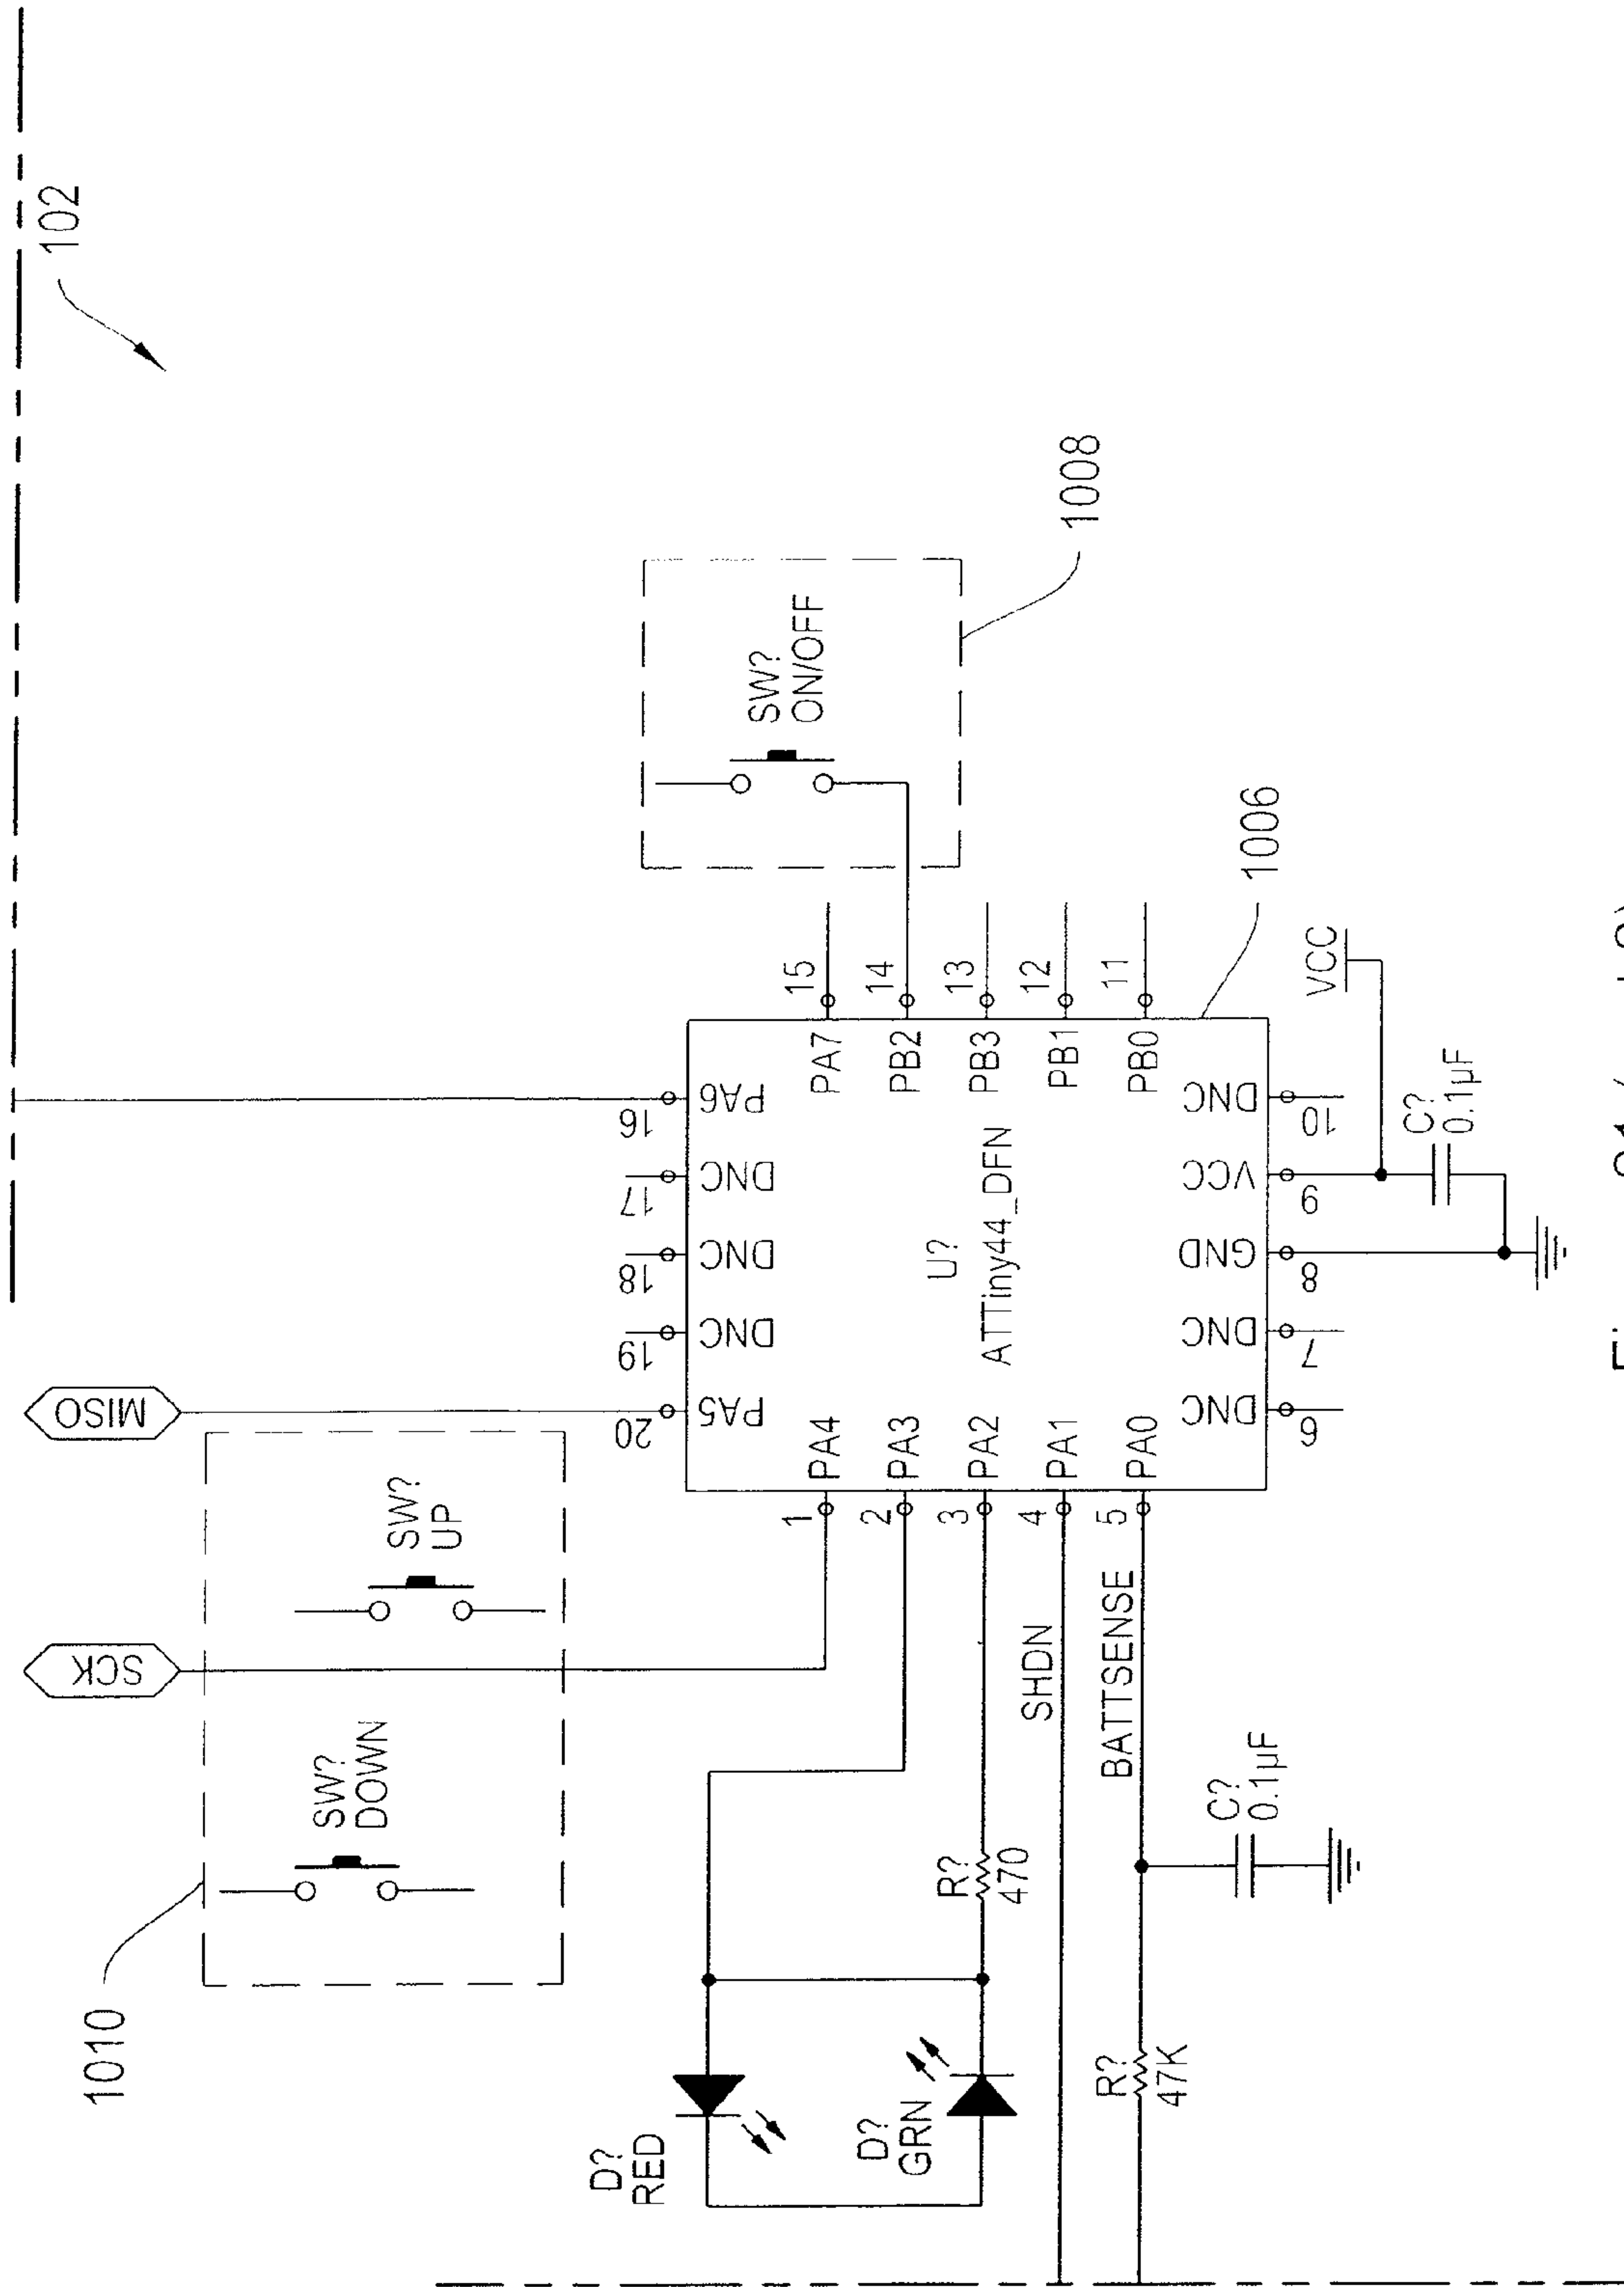 102
1010
SCK
MISO
SW?
DOWN
SW?
UP
SW?
ON/OFF
1008
D?
RED
D?
GRN
R?
470
SHDN
BATTSENSE
R?
47K
C?
0.1µF
1 PA4
2 PA3
3 PA2
4 PA1
5 PA0
20 PA5
19 DNC
18 DNC
17 DNC
16 PA6
U?
ATTiny44_DFN
PA7 15
PB2 14
PB3 13
PB1 12
PB0 11
DNC 6
DNC 7
GND 8
VCC 9
DNC 10
1006
VCC
C?
0.1µF